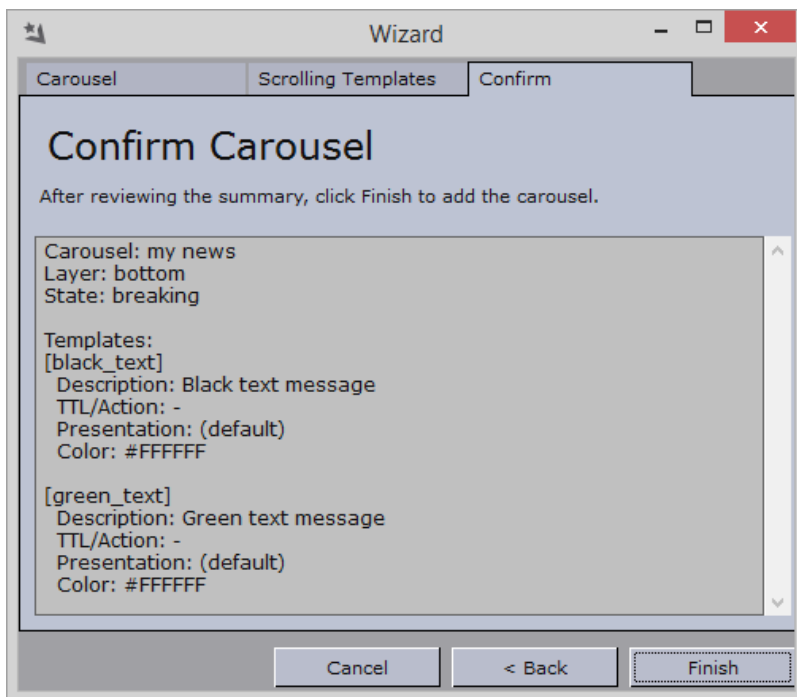 Wizard
Carousel
Scrolling Templates
Confirm
Confirm Carousel
After reviewing the summary, click Finish to add the carousel.
Carousel: my news
Layer: bottom
State: breaking
Templates:
[black_text]
Description: Black text message
TTL/Action: -
Presentation: (default)
Color: #FFFFFF
[green_text]
Description: Green text message
TTL/Action: -
Presentation: (default)
Color: #FFFFFF
Cancel
< Back
Finish